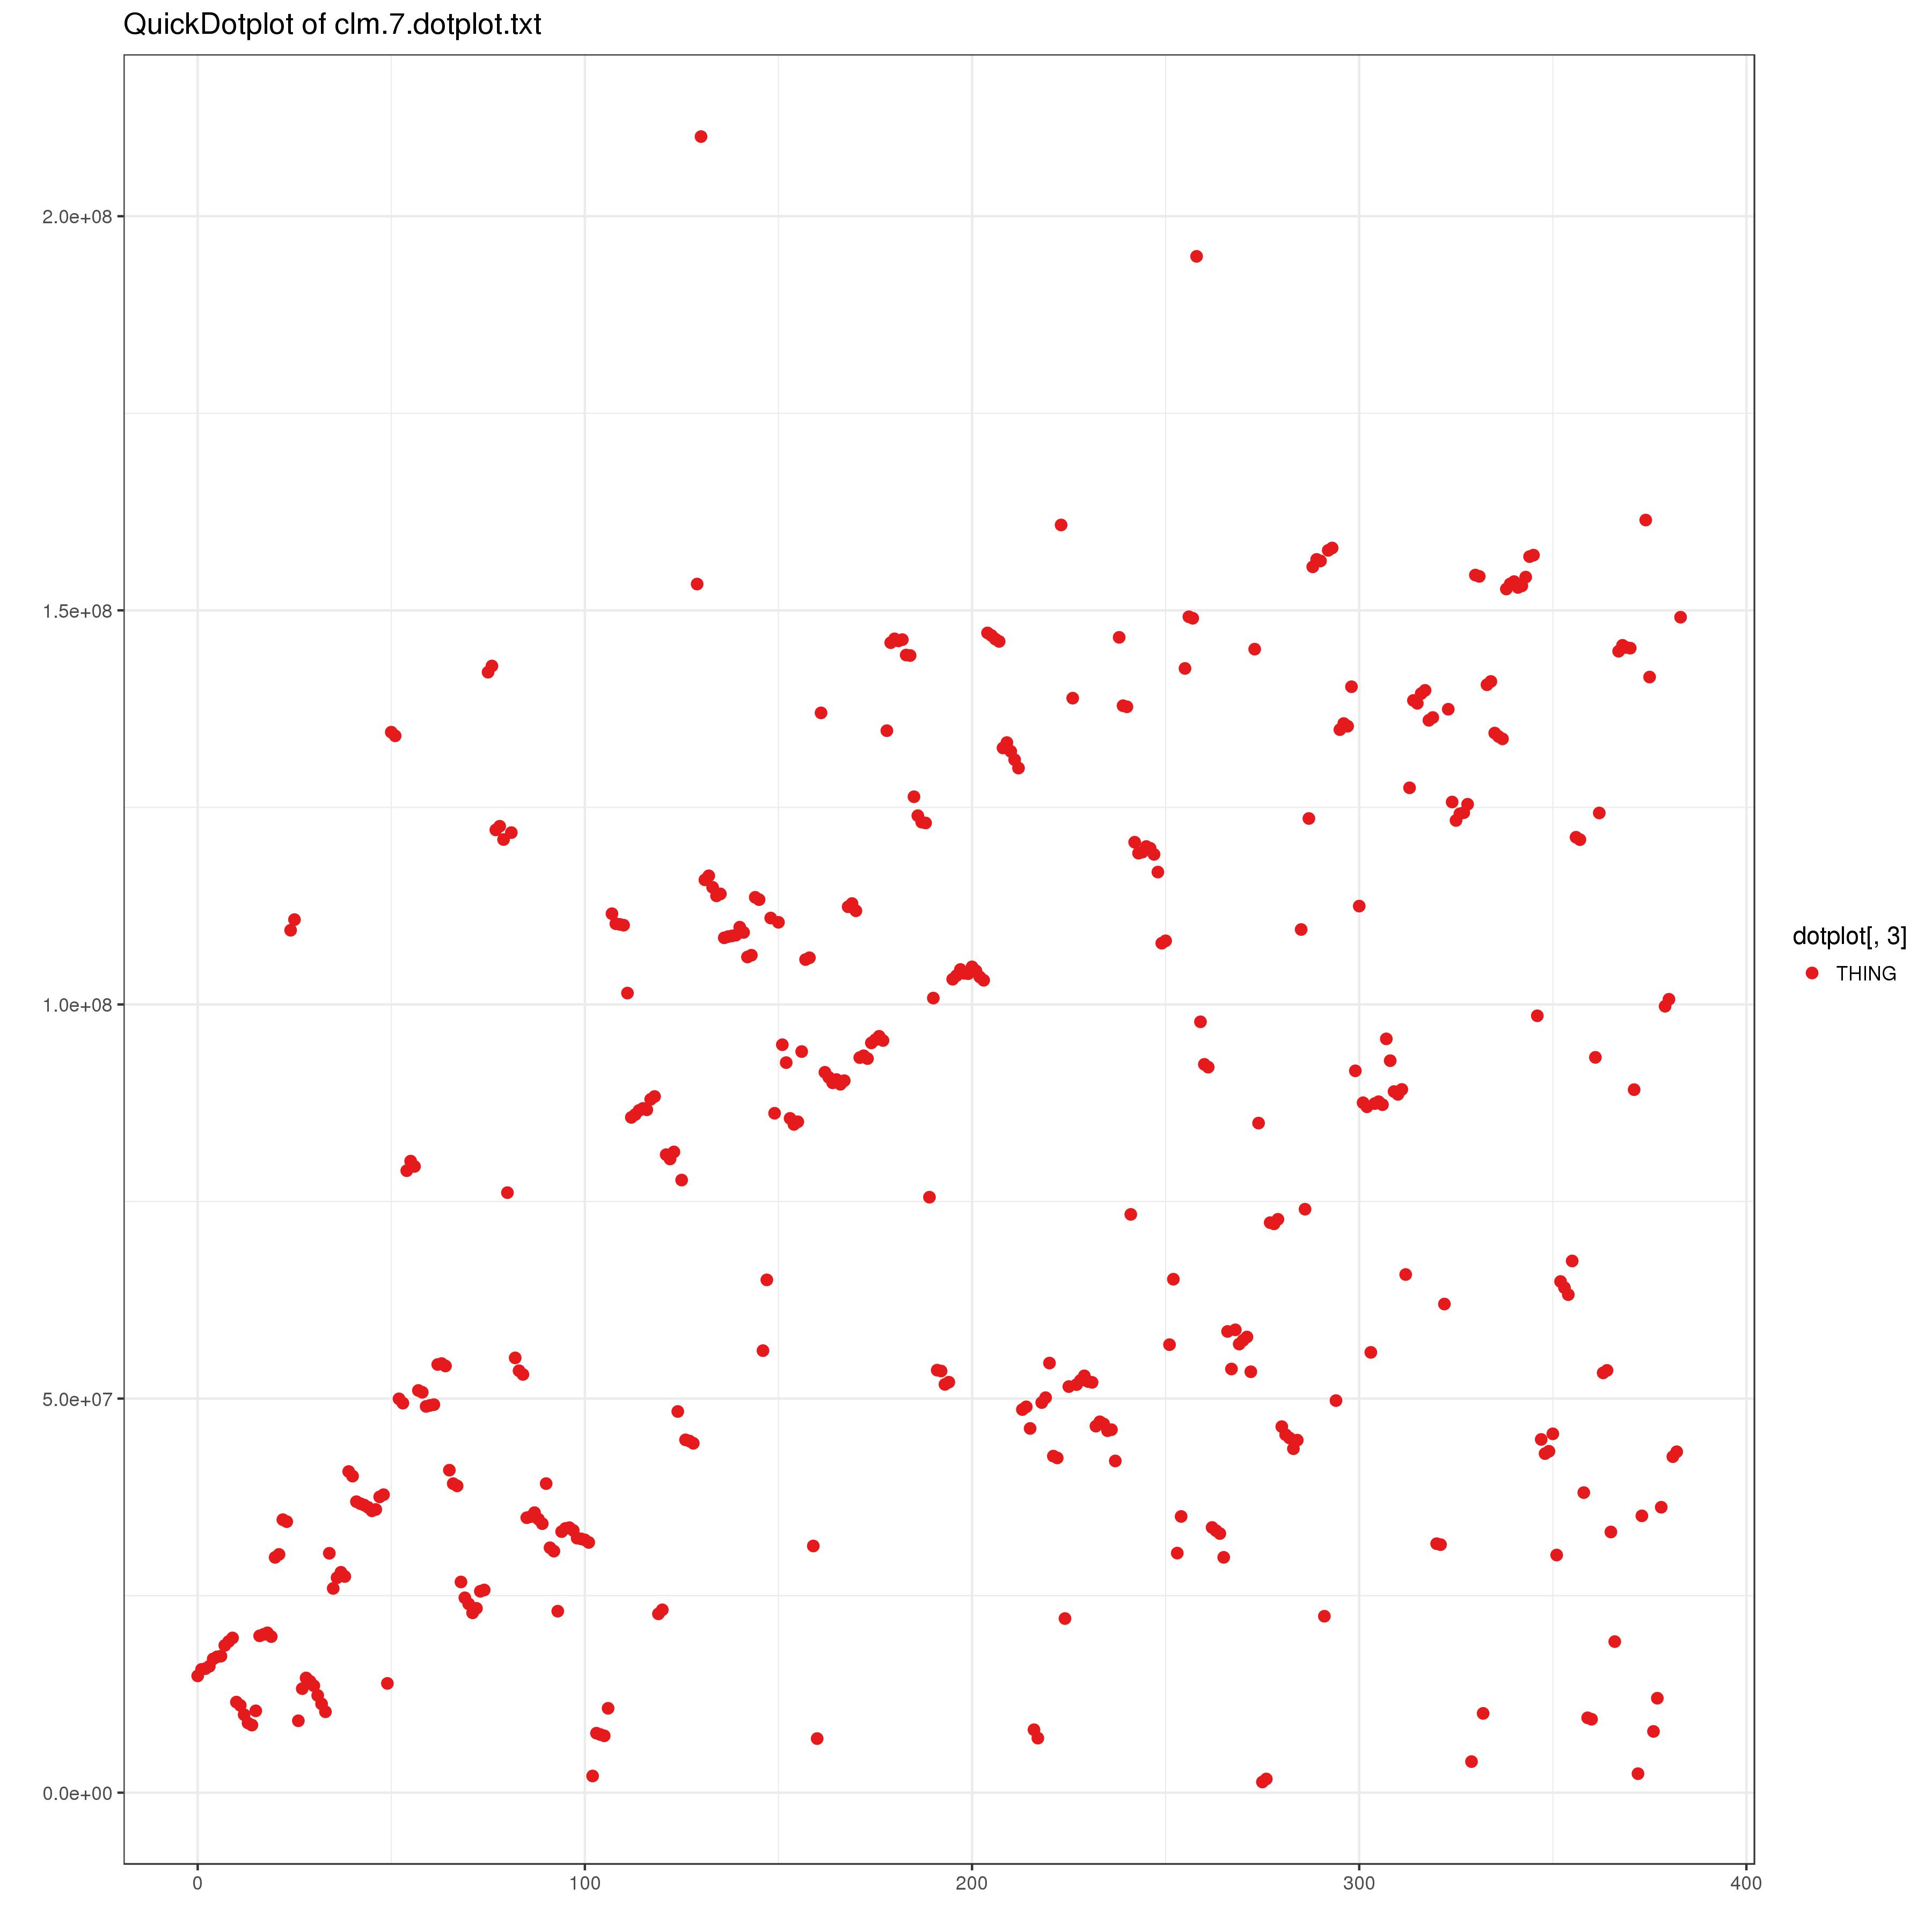 QuickDotplot of clm.7.dotplot.txt
2.0e+08
1.5e+08
1.0e+08
5.0e+07
0.0e+00
0
100
200
300
400
dotplot[, 3]
THING